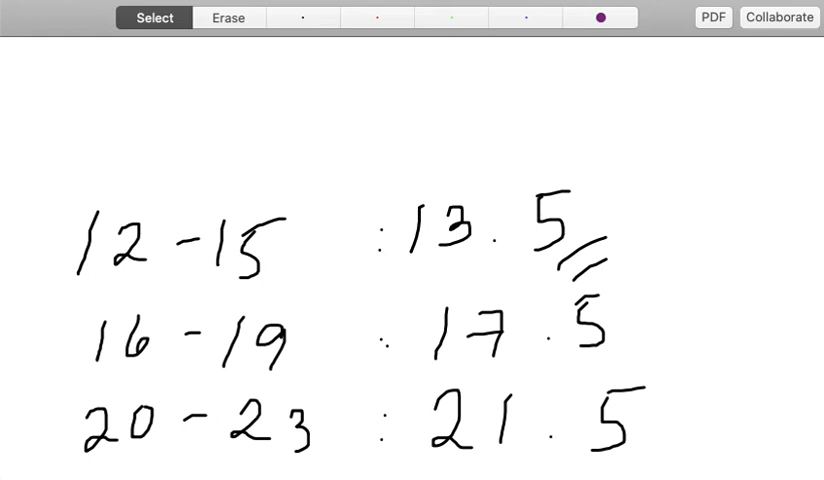 Select Erase PDF Collaborate
12 - 15 : 13.5
16 - 19 : 17.5
20 - 23 : 21.5